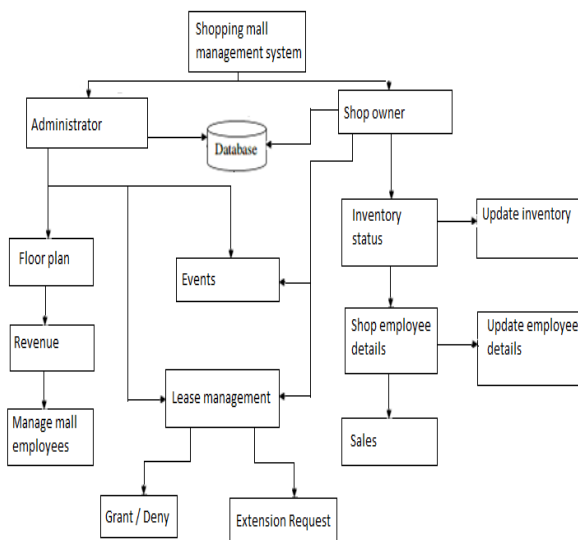 Shopping mall
management system
Administrator
Shop owner
Database
Inventory
status
Update inventory
Floor plan
Events
Shop employee
details
Update employee
details
Revenue
Lease management
Manage mall
employees
Sales
Grant / Deny
Extension Request